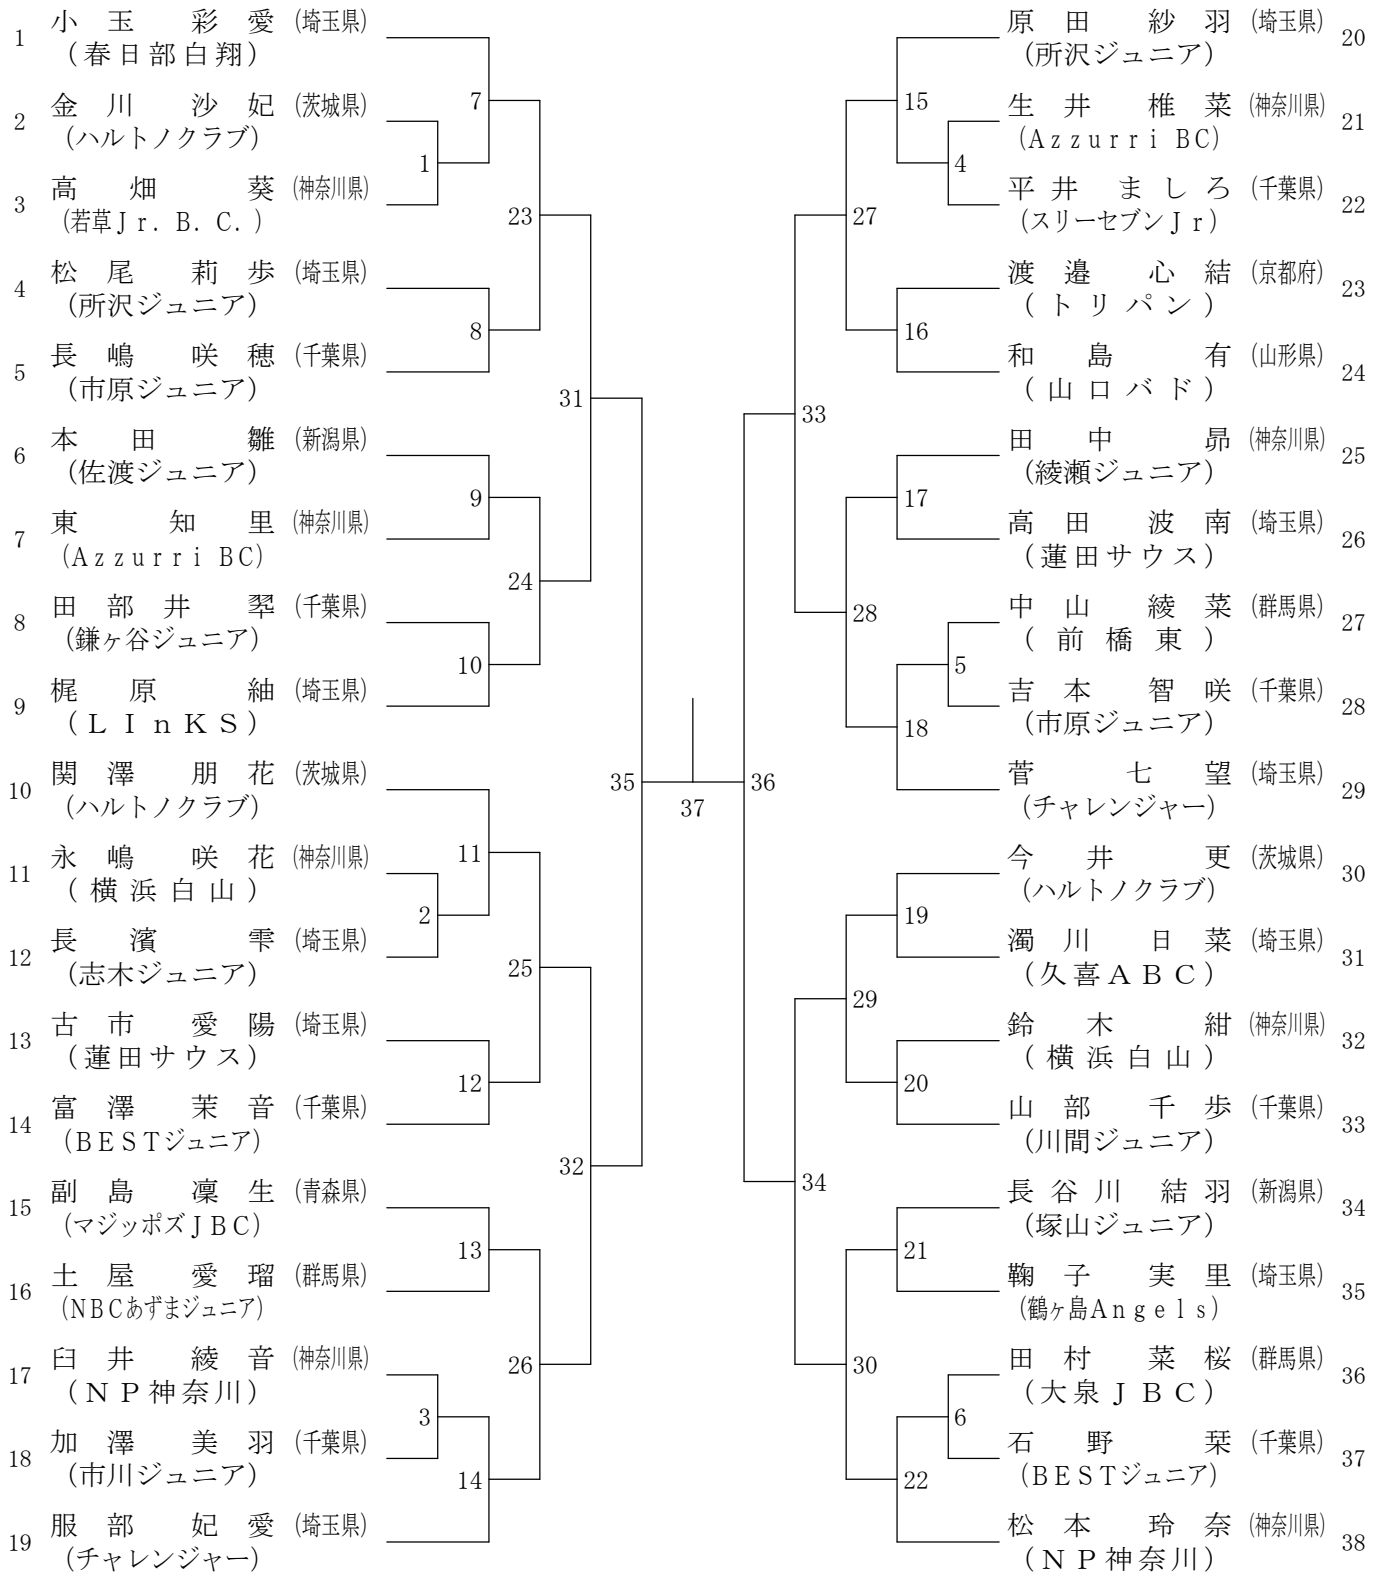 1 小玉彩愛 (埼玉県)
(春日部白翔)
2 金川沙妃 (茨城県)
(ハルトノクラブ)
3 高畑葵 (神奈川県)
(若草Jr. B. C. )
4 松尾莉歩 (埼玉県)
(所沢ジュニア)
5 長嶋咲穂 (千葉県)
(市原ジュニア)
6 本田雛 (新潟県)
(佐渡ジュニア)
7 東知里 (神奈川県)
(Azzurri BC)
8 田部井翠 (千葉県)
(鎌ヶ谷ジュニア)
9 梶原紬 (埼玉県)
(LInKS)
10 関澤朋花 (茨城県)
(ハルトノクラブ)
11 永嶋咲花 (神奈川県)
(横浜白山)
12 長濱雫 (埼玉県)
(志木ジュニア)
13 古市愛陽 (埼玉県)
(蓮田サウス)
14 富澤茉音 (千葉県)
(BESTジュニア)
15 副島凜生 (青森県)
(マジッポズJBC)
16 土屋愛瑠 (群馬県)
(NBCあずまジュニア)
17 臼井綾音 (神奈川県)
(NP神奈川)
18 加澤美羽 (千葉県)
(市川ジュニア)
19 服部妃愛 (埼玉県)
(チャレンジャー)
1
2
3
7
8
9
10
11
12
13
14
23
24
25
26
31
32
35
37
36
33
34
27
28
29
30
15
16
17
18
19
20
21
22
4
5
6
原田紗羽 (埼玉県) 20
(所沢ジュニア)
生井椎菜 (神奈川県) 21
(Azzurri BC)
平井ましろ (千葉県) 22
(スリーセブンJr)
渡邉心結 (京都府) 23
(トリパン)
和島有 (山形県) 24
(山口バド)
田中昴 (神奈川県) 25
(綾瀬ジュニア)
高田波南 (埼玉県) 26
(蓮田サウス)
中山綾菜 (群馬県) 27
(前橋東)
吉本智咲 (千葉県) 28
(市原ジュニア)
菅七望 (埼玉県) 29
(チャレンジャー)
今井更 (茨城県) 30
(ハルトノクラブ)
濁川日菜 (埼玉県) 31
(久喜ABC)
鈴木紺 (神奈川県) 32
(横浜白山)
山部千歩 (千葉県) 33
(川間ジュニア)
長谷川結羽 (新潟県) 34
(塚山ジュニア)
鞠子実里 (埼玉県) 35
(鶴ヶ島Angels)
田村菜桜 (群馬県) 36
(大泉JBC)
石野栞 (千葉県) 37
(BESTジュニア)
松本玲奈 (神奈川県) 38
(NP神奈川)